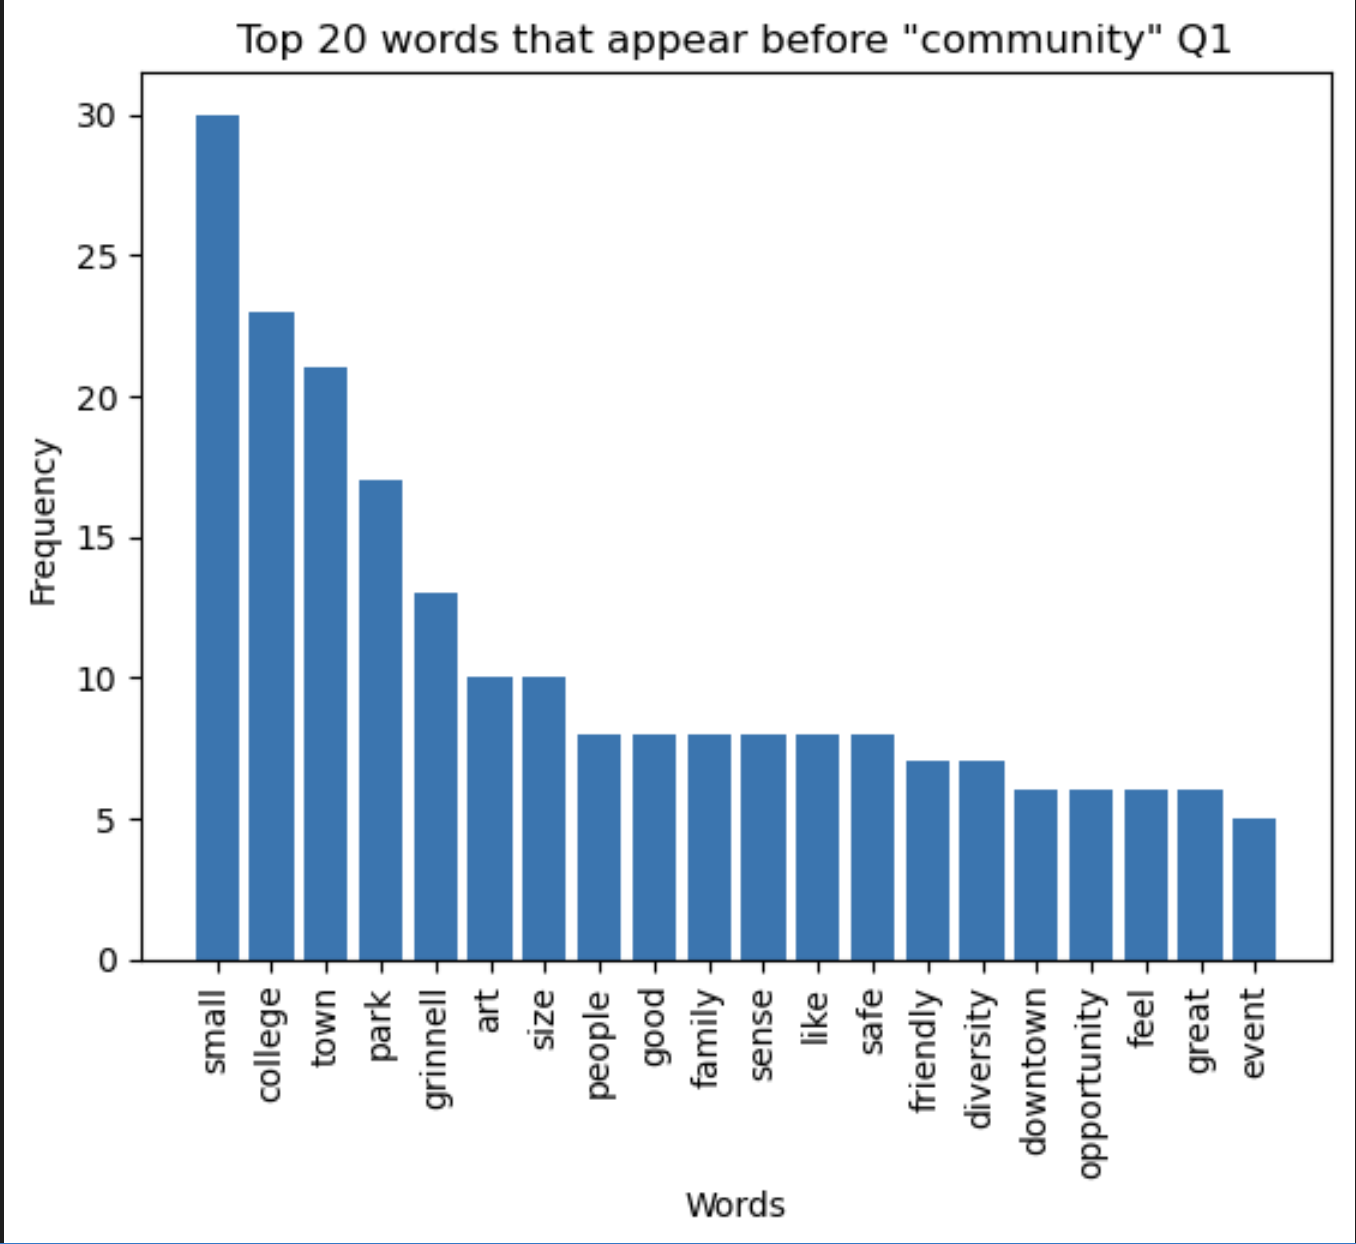 Top 20 words that appear before "community" Q1
30
25
20
15
10
5
0
Frequency
small
college
town
park
grinnell
art
size
people
good
family
sense
like
safe
friendly
diversity
downtown
opportunity
feel
great
event
Words